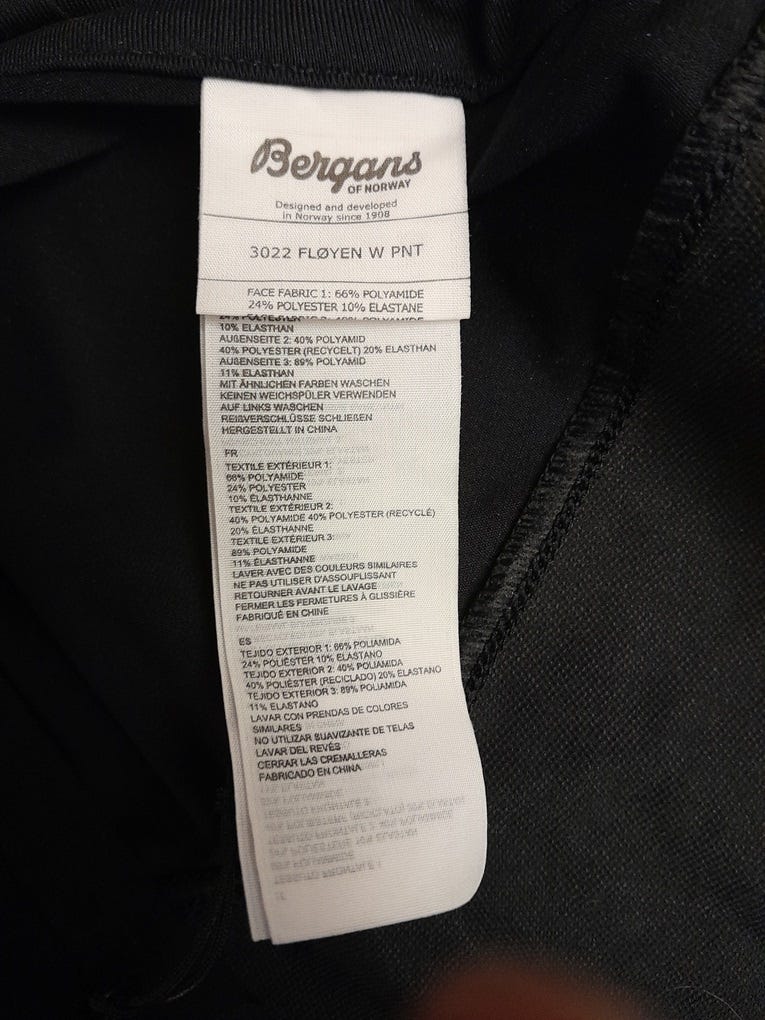 Bergans
OF NORWAY
Designed and developed
in Norway since 1908
3022 FLØYEN W PNT
FACE FABRIC 1: 66% POLYAMIDE
24% POLYESTER 10% ELASTANE
10% ELASTHAN
AUßENSEITE 2: 40% POLYAMID
40% POLYESTER (RECYCELT) 20% ELASTHAN
AUßENSEITE 3: 89% POLYAMID
11% ELASTHAN
MIT ÄHNLICHEN FARBEN WASCHEN
KEINEN WEICHSPÜLER VERWENDEN
AUF LINKS WASCHEN
REIßVERSCHLÜSSE SCHLIEßEN
HERGESTELLT IN CHINA
FR
TEXTILE EXTÉRIEUR 1:
66% POLYAMIDE
24% POLYESTER
10% ÉLASTHANNE
TEXTILE EXTÉRIEUR 2:
40% POLYAMIDE 40% POLYESTER (RECYCLÉ)
20% ÉLASTHANNE
TEXTILE EXTÉRIEUR 3:
89% POLYAMIDE
11% ÉLASTHANNE
LAVER AVEC DES COULEURS SIMILAIRES
NE PAS UTILISER D'ASSOUPLISSANT
RETOURNER AVANT LE LAVAGE
FERMER LES FERMETURES À GLISSIÈRE
FABRIQUÉ EN CHINE
ES
TEJIDO EXTERIOR 1: 66% POLIAMIDA
24% POLIÉSTER 10% ELASTANO
TEJIDO EXTERIOR 2: 40% POLIAMIDA
40% POLIÉSTER (RECICLADO) 20% ELASTANO
TEJIDO EXTERIOR 3: 89% POLIAMIDA
11% ELASTANO
LAVAR CON PRENDAS DE COLORES
SIMILARES
NO UTILIZAR SUAVIZANTE DE TELAS
LAVAR DEL REVÉS
CERRAR LAS CREMALLERAS
FABRICADO EN CHINA